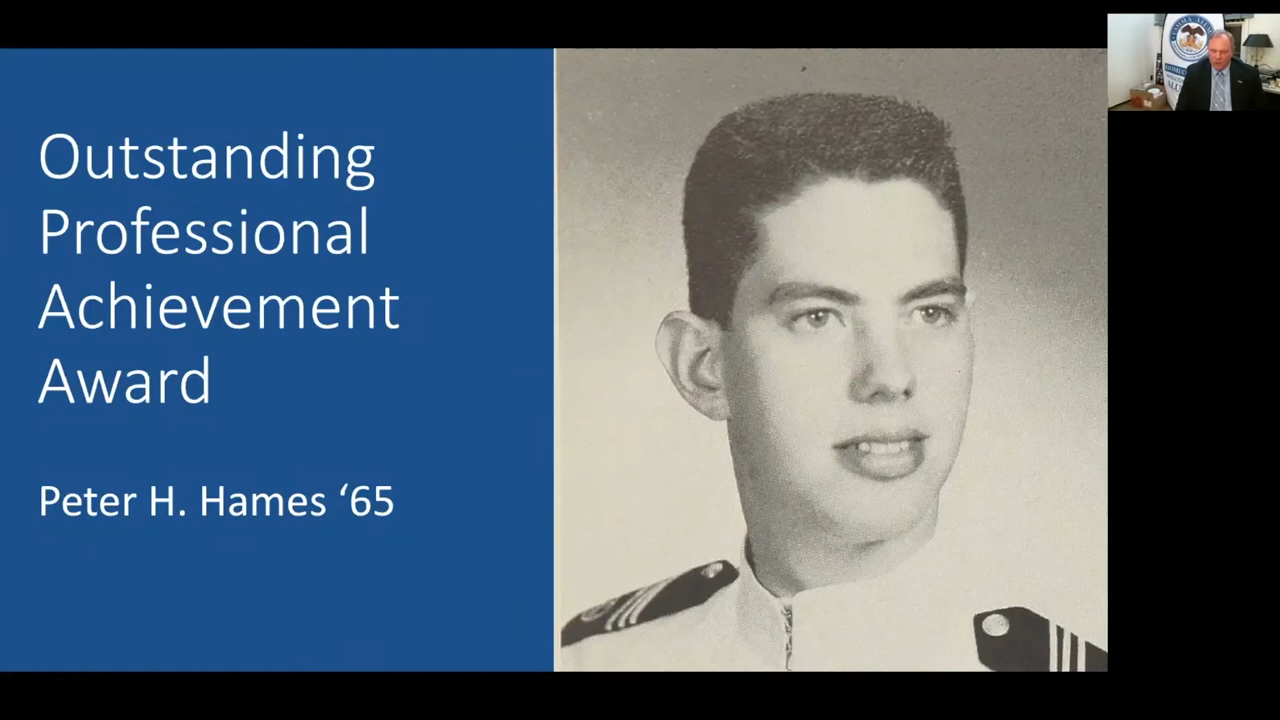 Outstanding
Professional
Achievement
Award
Peter H. Hames ‘65